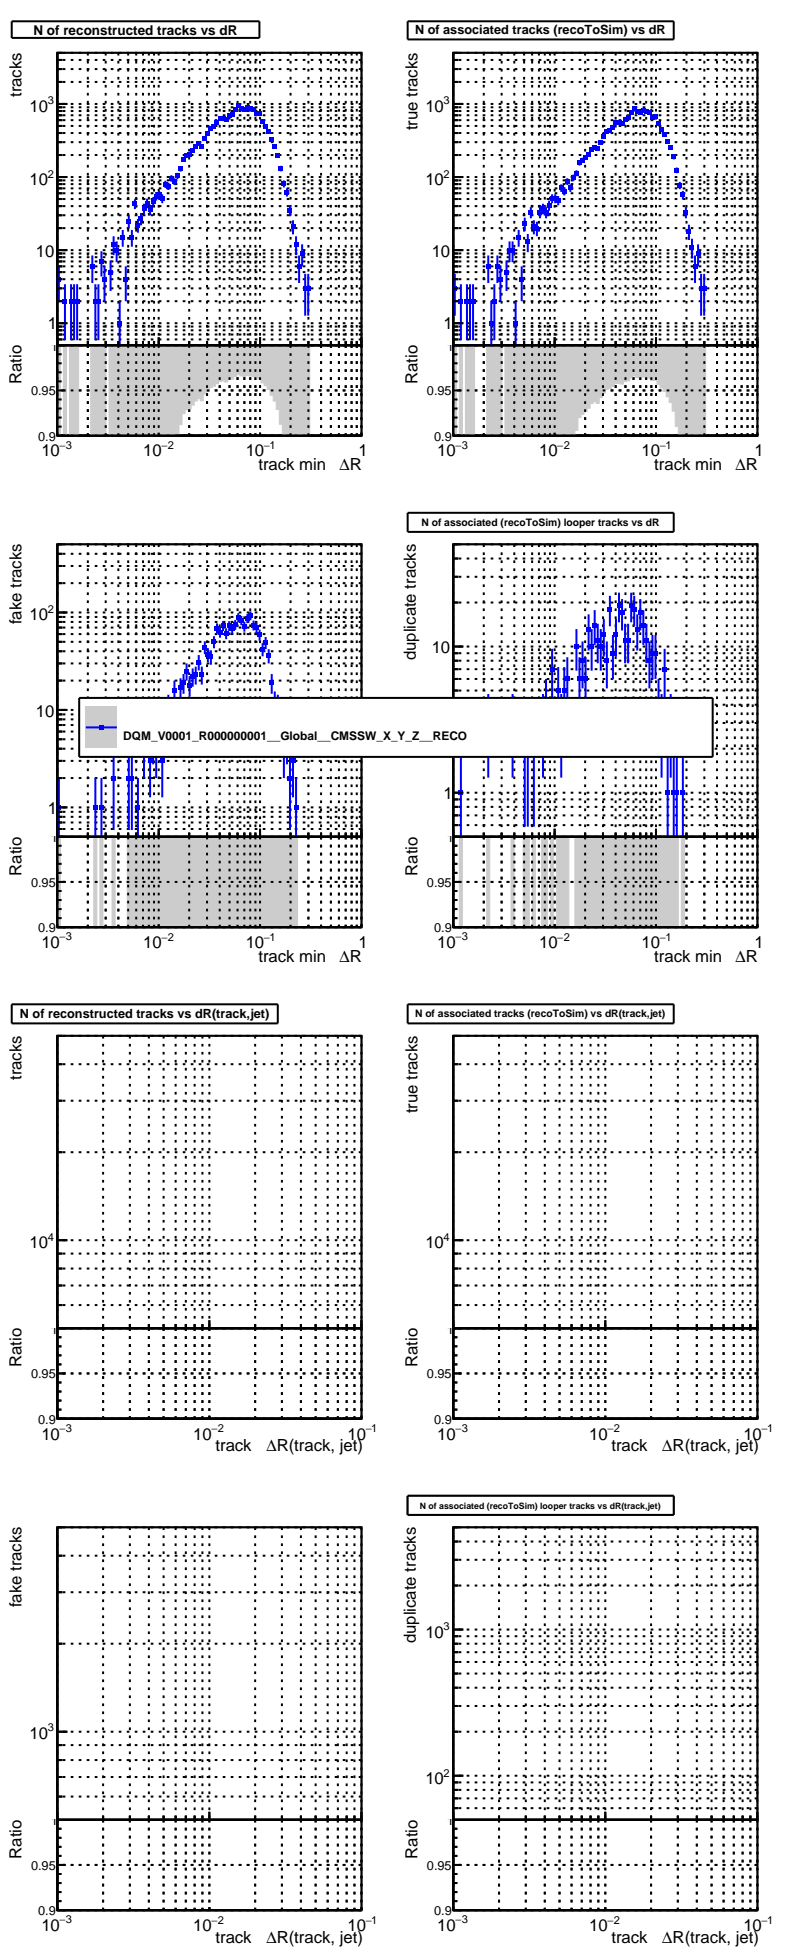 N of reconstructed tracks vs dR
tracks
10³
10²
10
1
Ratio
0.95
0.9
10⁻³ 10⁻² 10⁻¹ 1
track min ΔR
N of associated tracks (recoToSim) vs dR
true tracks
10³
10²
10
1
Ratio
0.95
0.9
10⁻³ 10⁻² 10⁻¹ 1
track min ΔR
fake tracks
10²
10
1
Ratio
0.95
0.9
10⁻³ 10⁻² 10⁻¹ 1
track min ΔR
N of associated (recoToSim) looper tracks vs dR
duplicate tracks
10
1
Ratio
0.95
0.9
10⁻³ 10⁻² 10⁻¹ 1
track min ΔR
DQM_V0001_R000000001__Global__CMSSW_X_Y_Z__RECO
N of reconstructed tracks vs dR(track,jet)
tracks
10⁴
Ratio
0.95
0.9
10⁻³ 10⁻² 10⁻¹
track ΔR(track, jet)
N of associated tracks (recoToSim) vs dR(track,jet)
true tracks
10⁴
Ratio
0.95
0.9
10⁻³ 10⁻² 10⁻¹
track ΔR(track, jet)
fake tracks
10³
Ratio
0.95
0.9
10⁻³ 10⁻² 10⁻¹
track ΔR(track, jet)
N of associated (recoToSim) looper tracks vs dR(track,jet)
duplicate tracks
10³
10²
Ratio
0.95
0.9
10⁻³ 10⁻² 10⁻¹
track ΔR(track, jet)